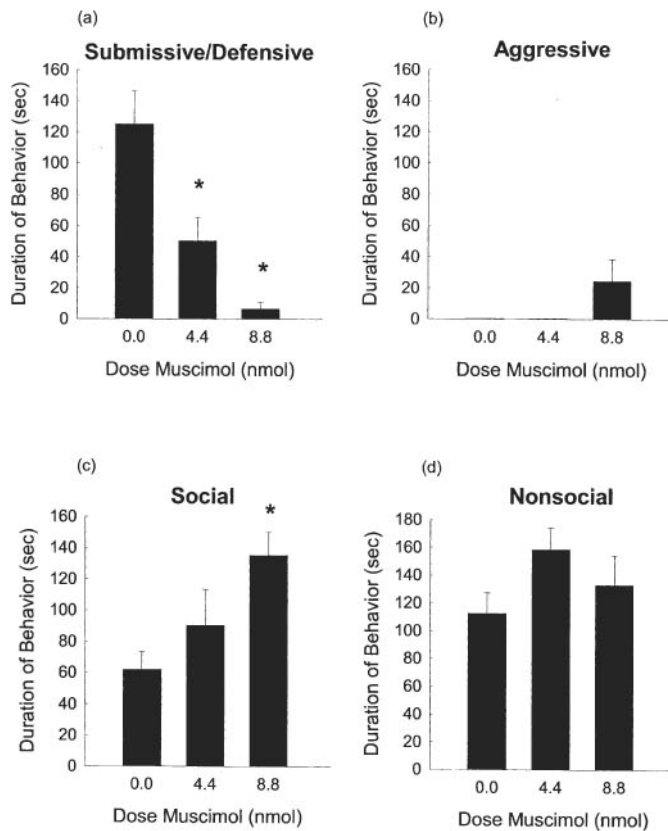 (a)
Submissive/Defensive
160
140
120
100
80
60
40
20
0
Duration of Behavior (sec)
*
*
0.0 4.4 8.8
Dose Muscimol (nmol)
(b)
Aggressive
160
140
120
100
80
60
40
20
0
Duration of Behavior (sec)
0.0 4.4 8.8
Dose Muscimol (nmol)
(c)
Social
160
140
120
100
80
60
40
20
0
Duration of Behavior (sec)
*
0.0 4.4 8.8
Dose Muscimol (nmol)
(d)
Nonsocial
180
160
140
120
100
80
60
40
20
0
Duration of Behavior (sec)
0.0 4.4 8.8
Dose Muscimol (nmol)